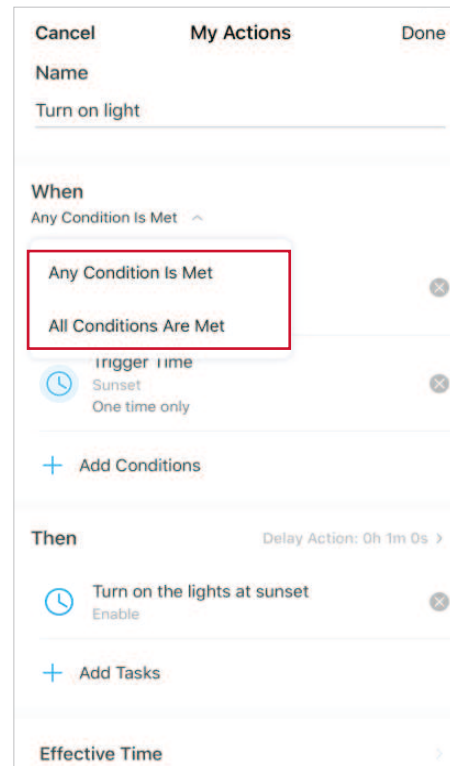 Cancel My Actions Done
Name
Turn on light
When
Any Condition Is Met
Any Condition Is Met
All Conditions Are Met
Trigger Time
Sunset
One time only
+ Add Conditions
Then Delay Action: 0h 1m 0s >
Turn on the lights at sunset
Enable
+ Add Tasks
Effective Time >